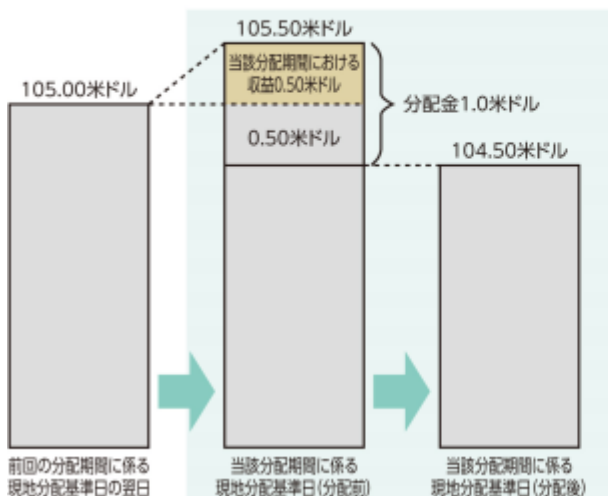 105.50米ドル
当該分配期間における
収益0.50米ドル
105.00米ドル
分配金1.0米ドル
0.50米ドル
104.50米ドル
前回の分配期間に係る
現地分配基準日の翌日
当該分配期間に係る
現地分配基準日(分配前)
当該分配期間に係る
現地分配基準日(分配後)